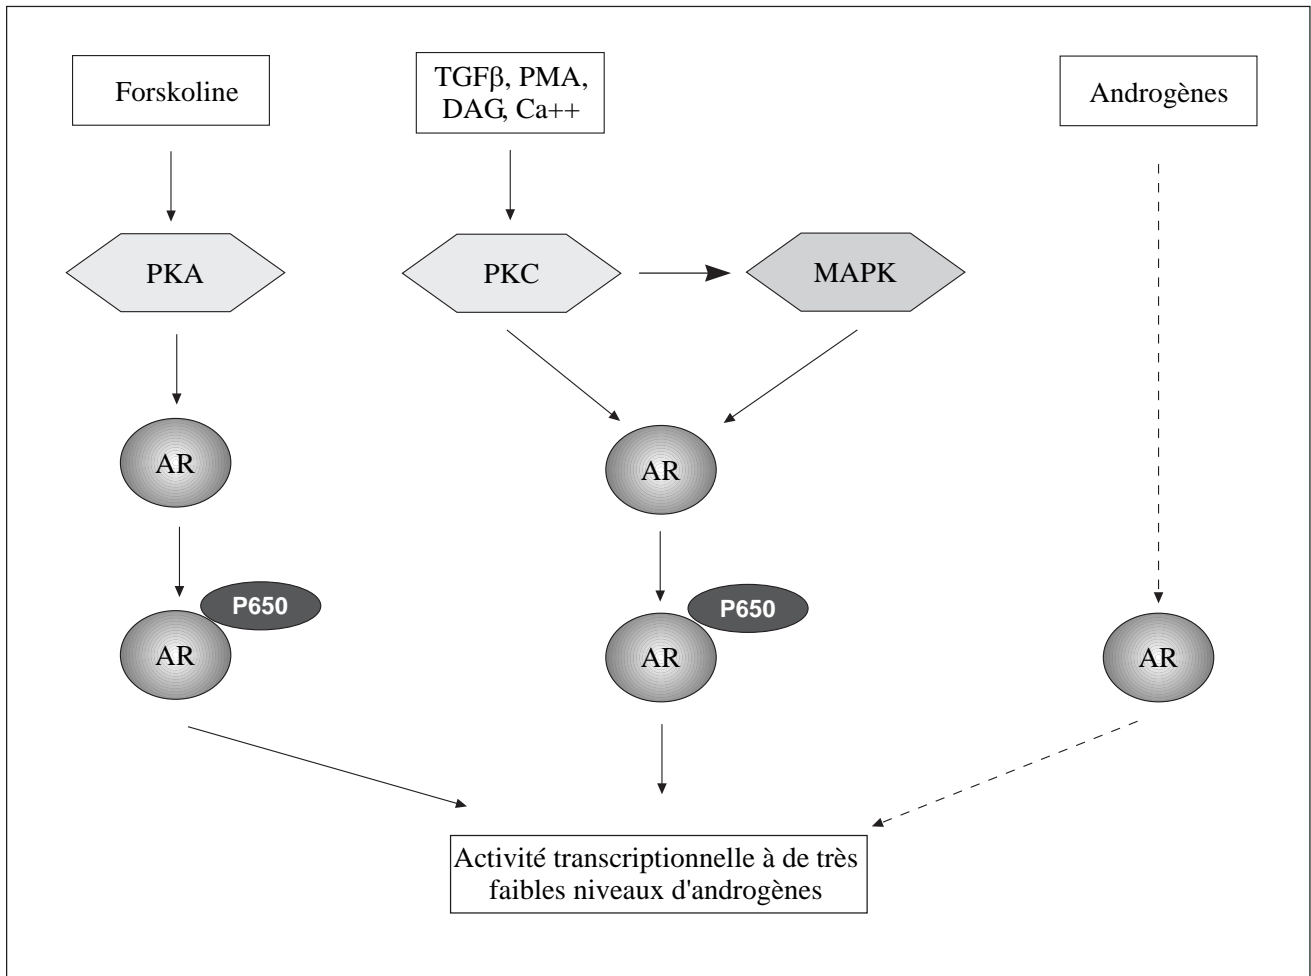 Forskoline
TGFβ, PMA,
DAG, Ca++
Androgènes
PKA
PKC
MAPK
AR
AR
P650
AR
P650
AR
AR
Activité transcriptionnelle à de très
faibles niveaux d'androgènes